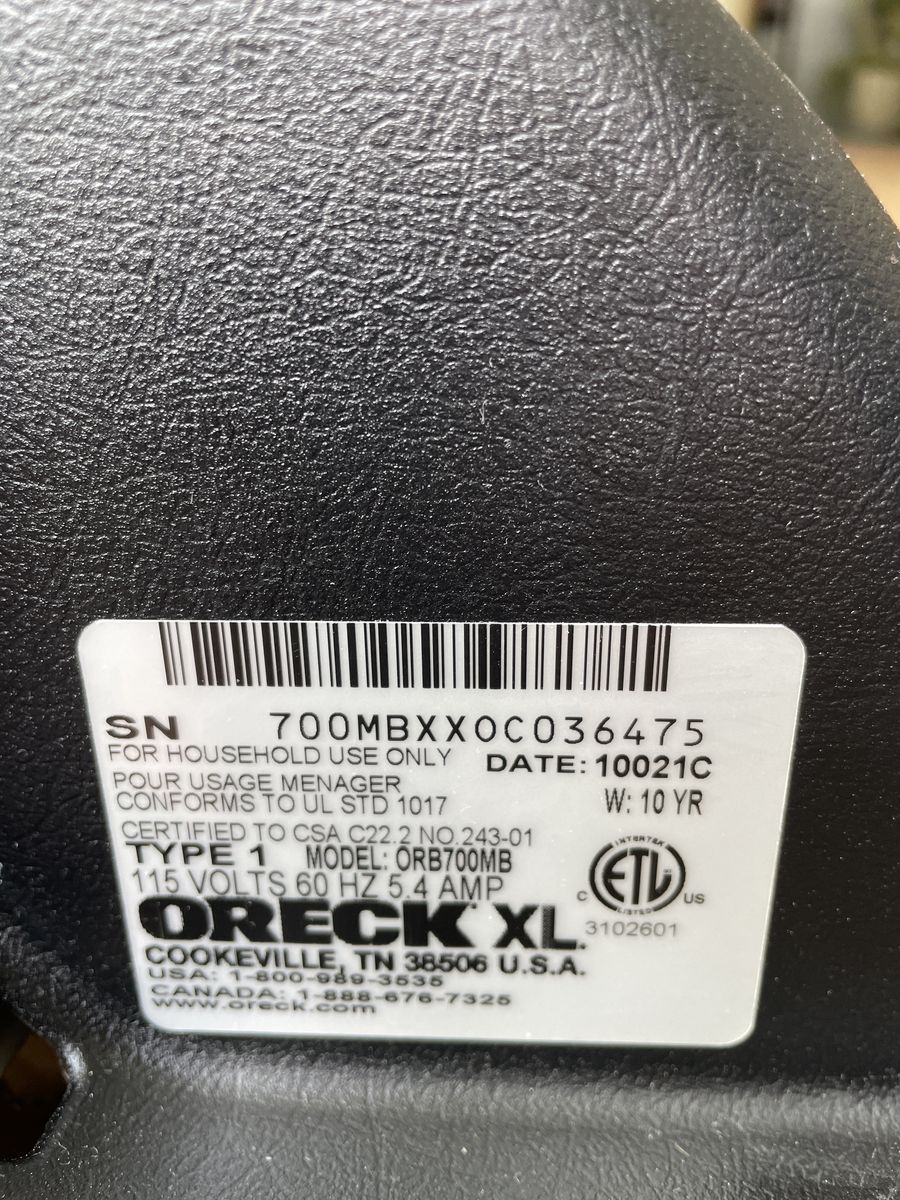 SN 700MBXX0C036475
FOR HOUSEHOLD USE ONLY DATE: 10021C
POUR USAGE MENAGER
CONFORMS TO UL STD 1017 W: 10 YR
CERTIFIED TO CSA C22.2 NO.243-01
TYPE 1 MODEL: ORB700MB
115 VOLTS 60 HZ 5.4 AMP
INTERTEK
C ETL US
LISTED
3102601
ORECK XL.
COOKEVILLE, TN 38506 U.S.A.
USA: 1-800-989-3535
CANADA: 1-888-676-7325
www.oreck.com